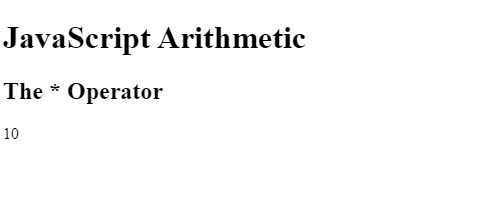 JavaScript Arithmetic
The * Operator
10